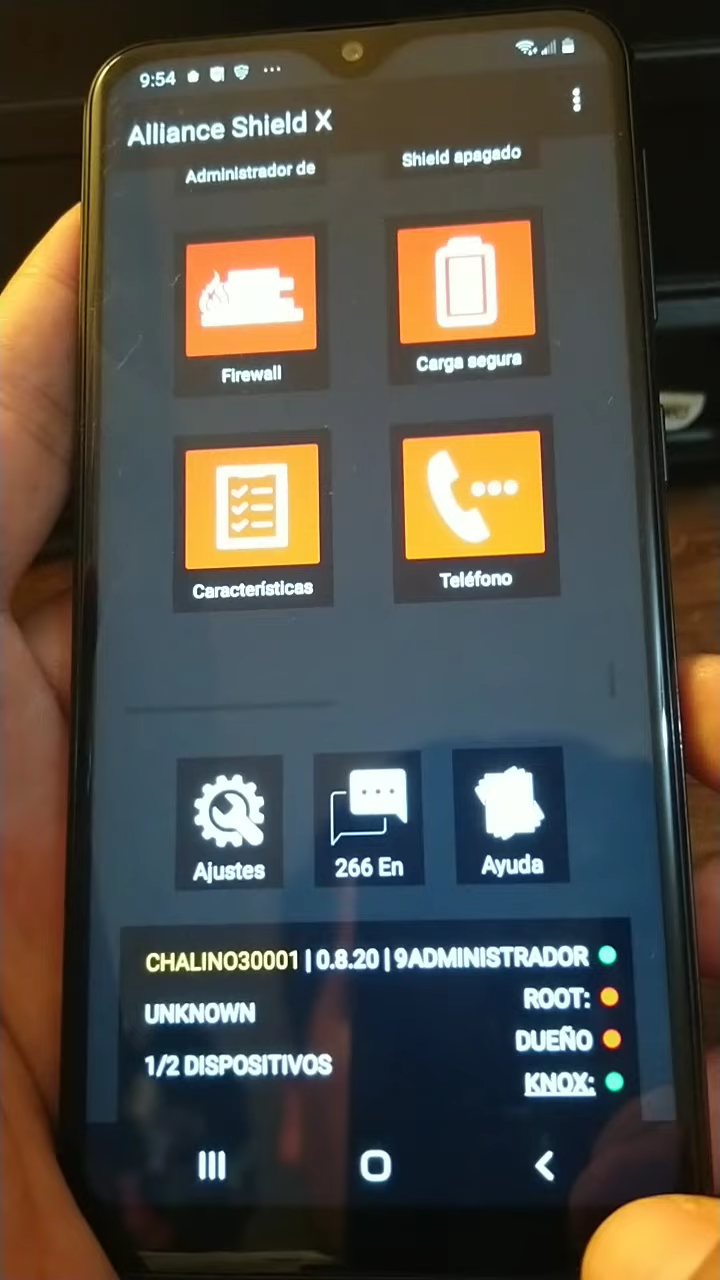 9:54
Alliance Shield X
Administrador de
Shield apagado
Firewall
Carga segura
Características
Teléfono
Ajustes
266 En
Ayuda
CHALINO30001 | 0.8.20 | 9ADMINISTRADOR
ROOT:
UNKNOWN
DUEÑO
1/2 DISPOSITIVOS
KNOX: